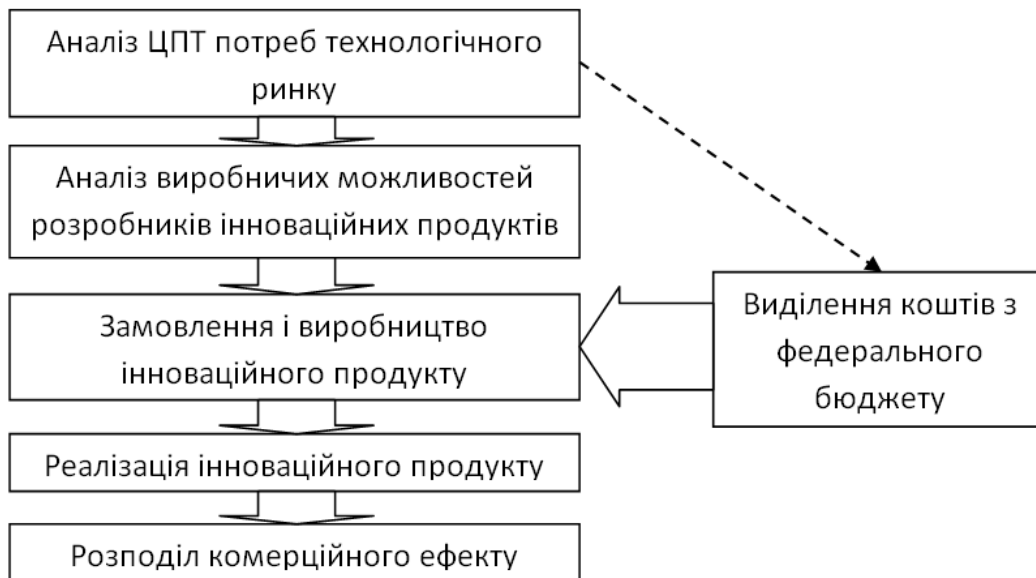 Аналіз ЦПТ потреб технологічного
ринку
Аналіз виробничих можливостей
розробників інноваційних продуктів
Замовлення і виробництво
інноваційного продукту
Виділення коштів з
федерального
бюджету
Реалізація інноваційного продукту
Розподіл комерційного ефекту